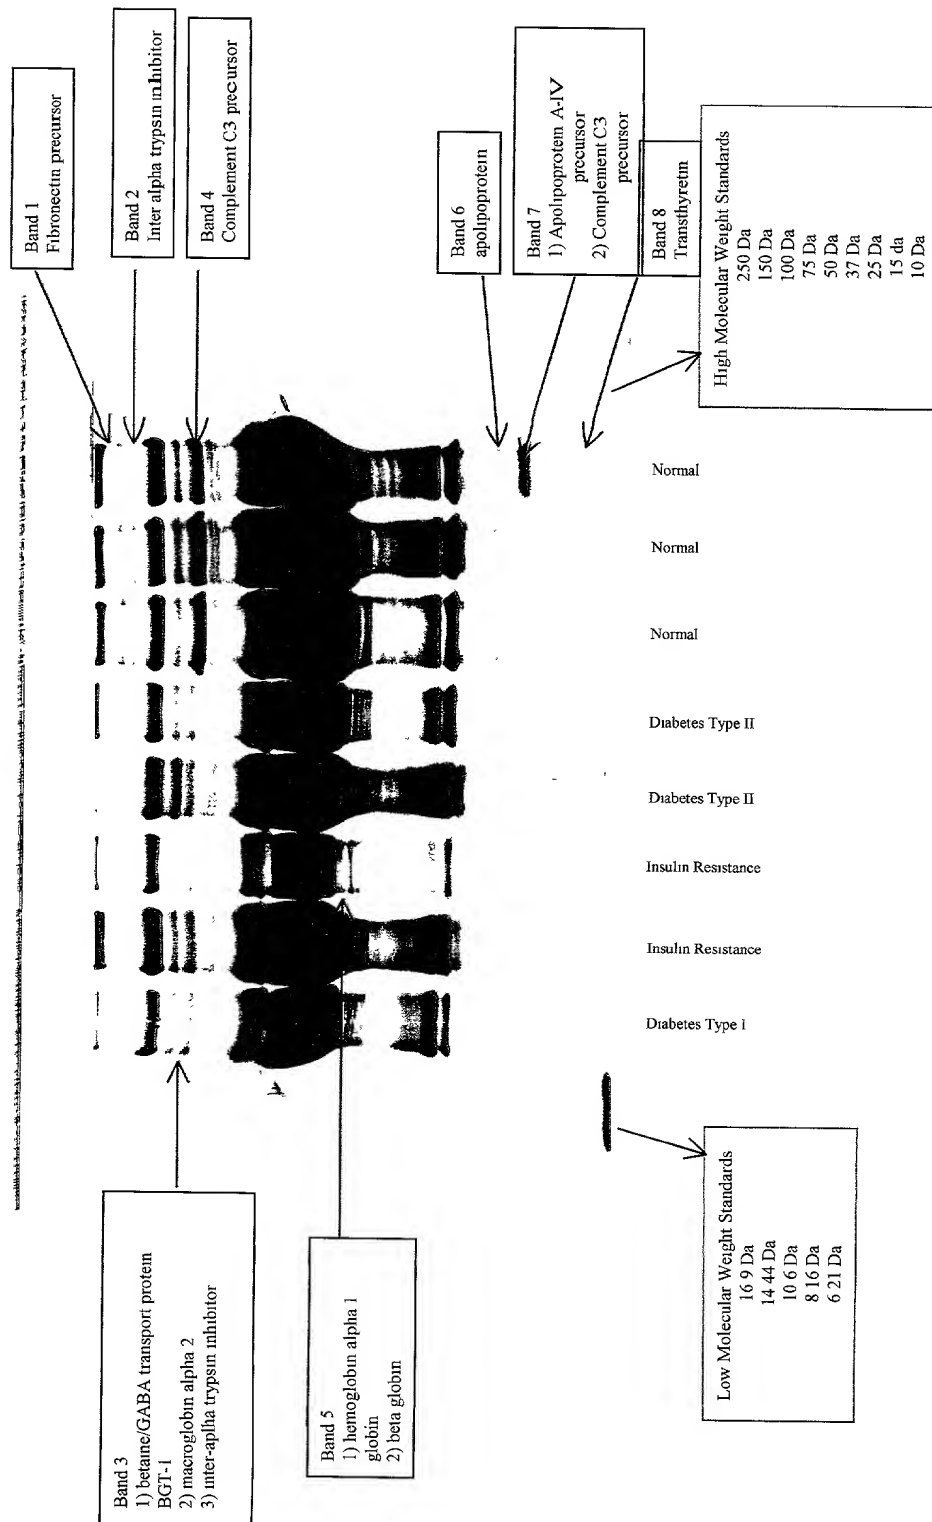 Band 1
Fibronectin precursor
Band 2
Inter alpha trypsin inhibitor
Band 4
Complement C3 precursor
Band 6
apolipoprotein
Band 7
1) Apolipoprotein A-IV
precursor
2) Complement C3
precursor
Band 8
Transthyretin
High Molecular Weight Standards
250 Da
150 Da
100 Da
75 Da
50 Da
37 Da
25 Da
15 da
10 Da
Normal
Normal
Normal
Diabetes Type II
Diabetes Type II
Insulin Resistance
Insulin Resistance
Diabetes Type I
Band 3
1) betaine/GABA transport protein
BGT-1
2) macroglobin alpha 2
3) inter-aplha trypsin inhibitor
Band 5
1) hemoglobin alpha 1
globin
2) beta globin
Low Molecular Weight Standards
16 9 Da
14 44 Da
10 6 Da
8 16 Da
6 21 Da